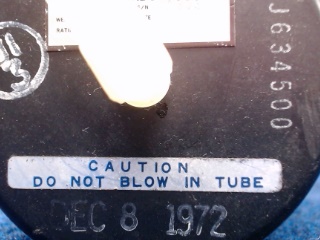 J634500
CAUTION
DO NOT BLOW IN TUBE
DEC 8 1972